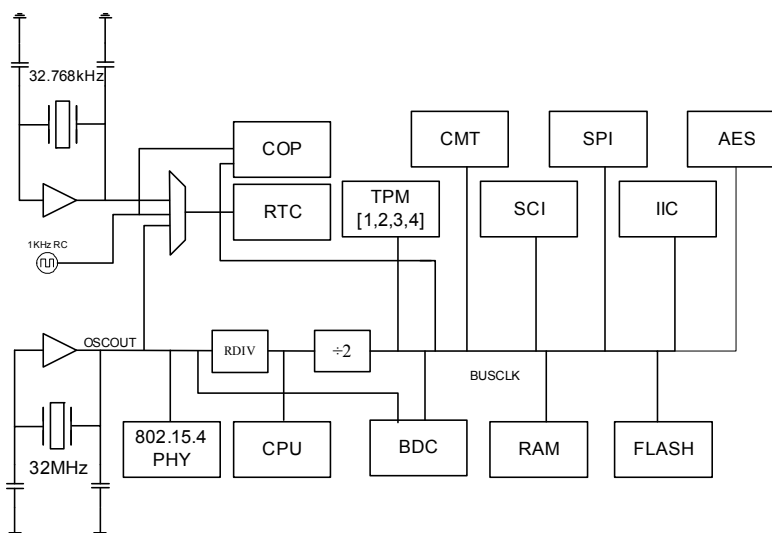 32.768kHz
COP
CMT
SPI
AES
RTC
TPM
[1,2,3,4]
SCI
IIC
1KHz RC
OSCOUT
RDIV
÷2
BUSCLK
802.15.4
PHY
CPU
BDC
RAM
FLASH
32MHz